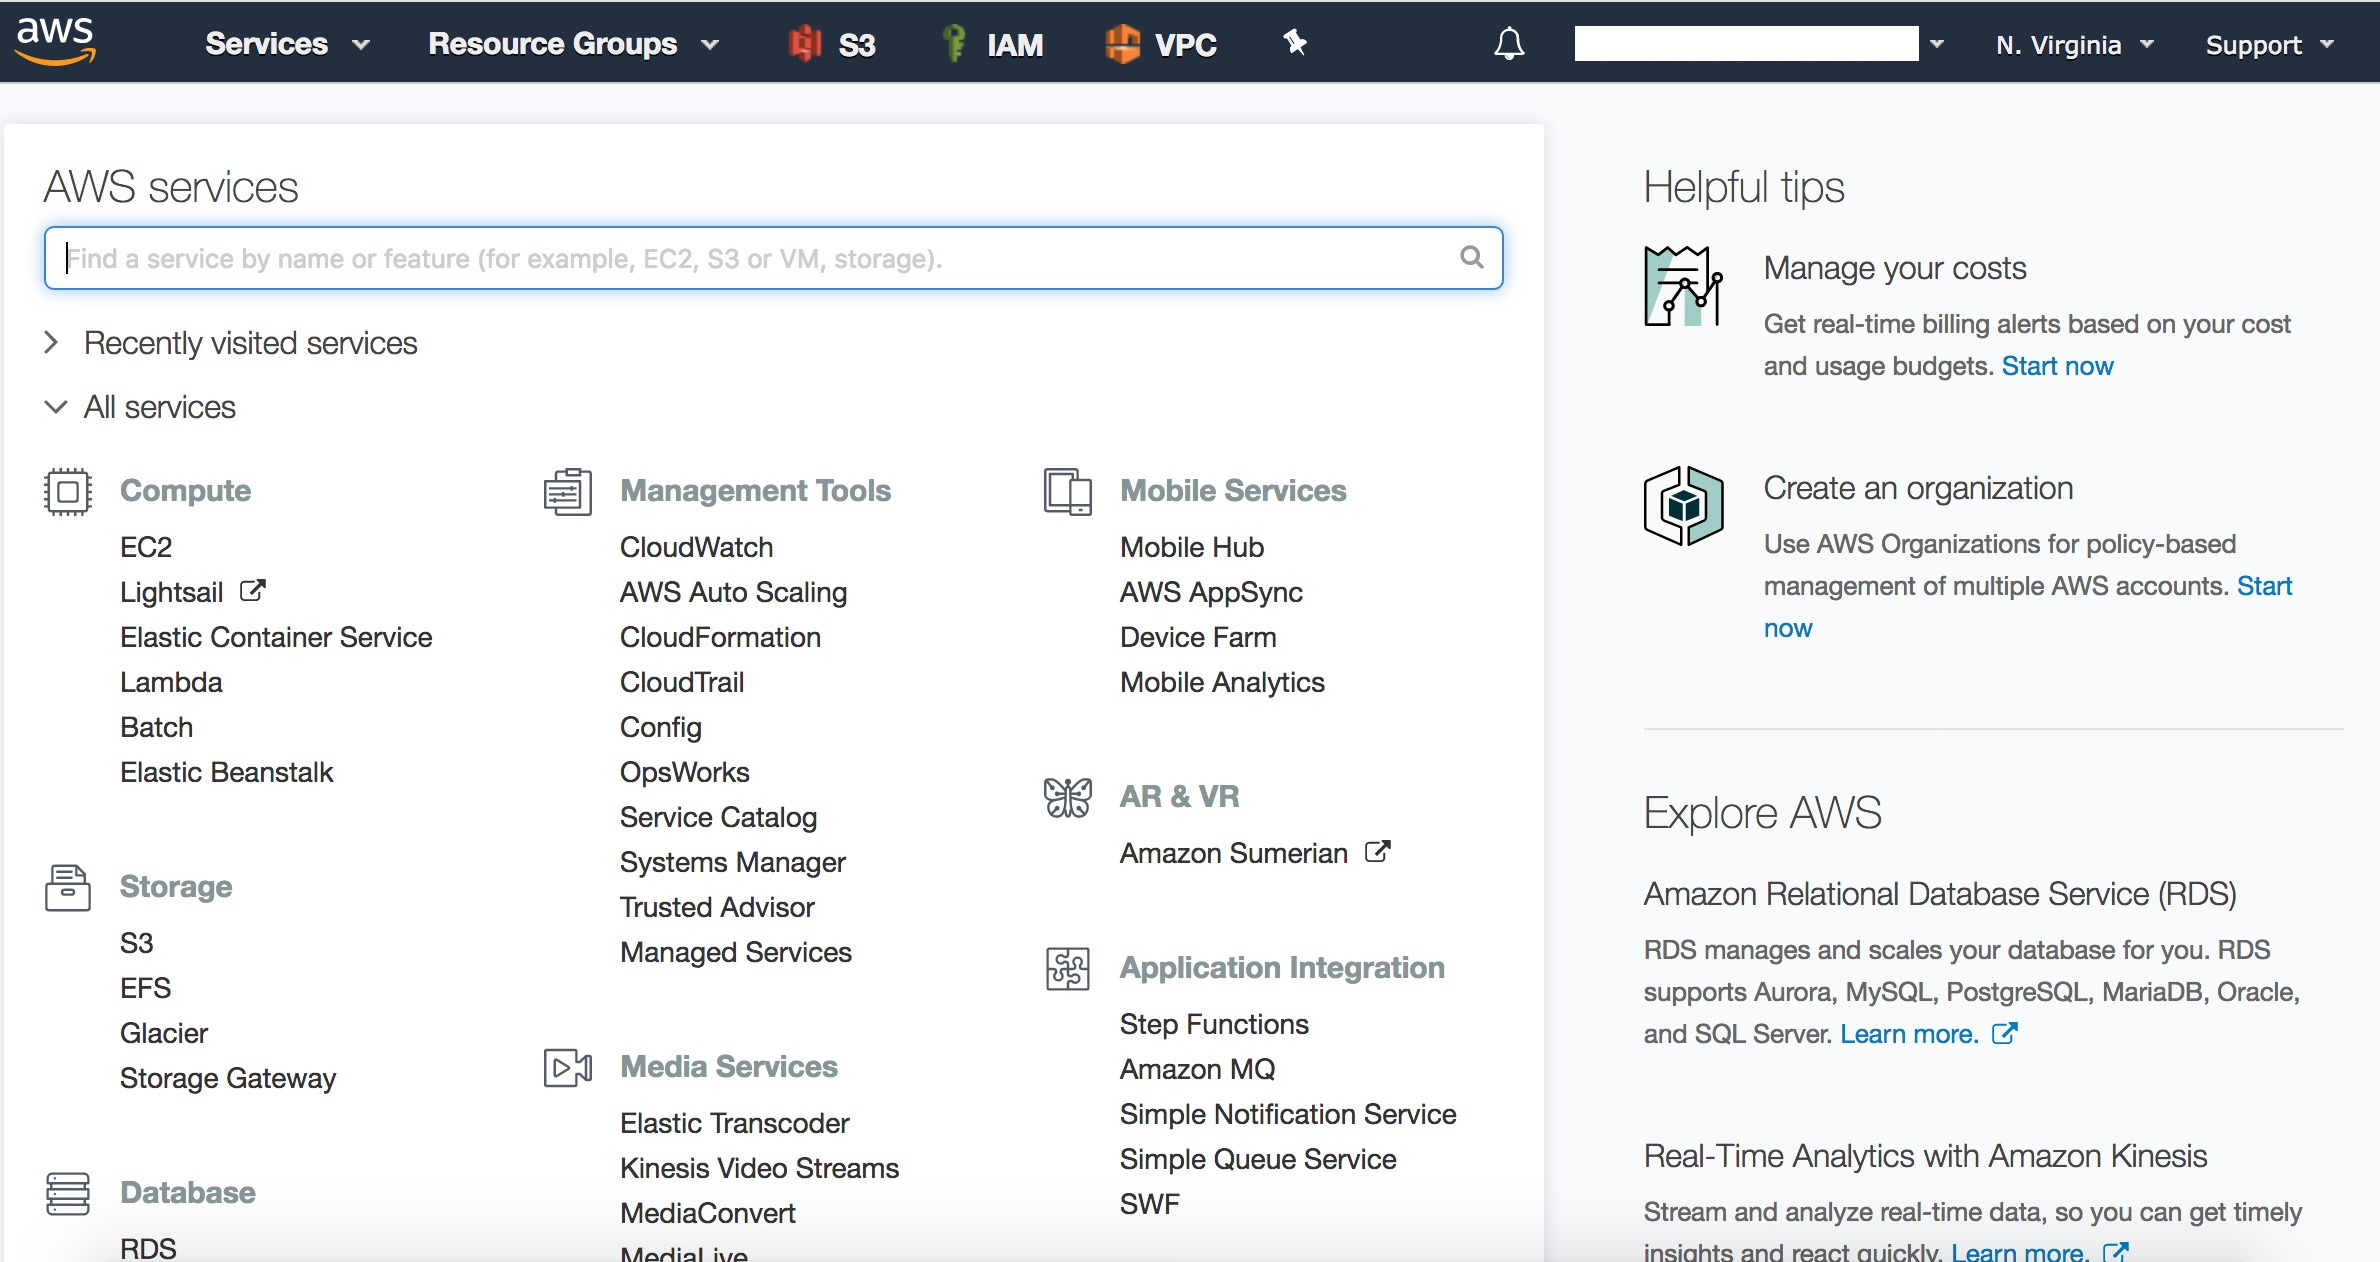 aws Services Resource Groups S3 IAM VPC N. Virginia Support
AWS services
Find a service by name or feature (for example, EC2, S3 or VM, storage).
Recently visited services
All services
Compute
EC2
Lightsail
Elastic Container Service
Lambda
Batch
Elastic Beanstalk
Storage
S3
EFS
Glacier
Storage Gateway
Database
RDS
Management Tools
CloudWatch
AWS Auto Scaling
CloudFormation
CloudTrail
Config
OpsWorks
Service Catalog
Systems Manager
Trusted Advisor
Managed Services
Media Services
Elastic Transcoder
Kinesis Video Streams
MediaConvert
MediaLive
Mobile Services
Mobile Hub
AWS AppSync
Device Farm
Mobile Analytics
AR & VR
Amazon Sumerian
Application Integration
Step Functions
Amazon MQ
Simple Notification Service
Simple Queue Service
SWF
Helpful tips
Manage your costs
Get real-time billing alerts based on your cost
and usage budgets. Start now
Create an organization
Use AWS Organizations for policy-based
management of multiple AWS accounts. Start
now
Explore AWS
Amazon Relational Database Service (RDS)
RDS manages and scales your database for you. RDS
supports Aurora, MySQL, PostgreSQL, MariaDB, Oracle,
and SQL Server. Learn more.
Real-Time Analytics with Amazon Kinesis
Stream and analyze real-time data, so you can get timely
insights and react quickly. Learn more.